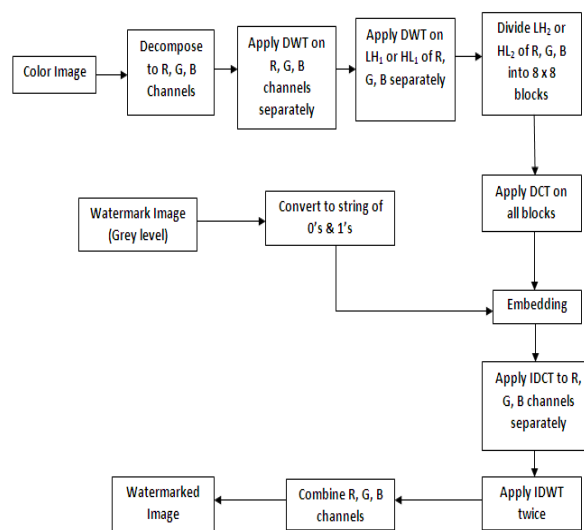 Color Image
Decompose
to R, G, B
Channels
Apply DWT on
R, G, B
channels
separately
Apply DWT on
LH₁ or HL₁ of R,
G, B separately
Divide LH₂ or
HL₂ of R, G, B
into 8 x 8
blocks
Apply DCT on
all blocks
Watermark Image
(Grey level)
Convert to string of
0's & 1's
Embedding
Apply IDCT to R,
G, B channels
separately
Apply IDWT
twice
Combine R, G, B
channels
Watermarked
Image